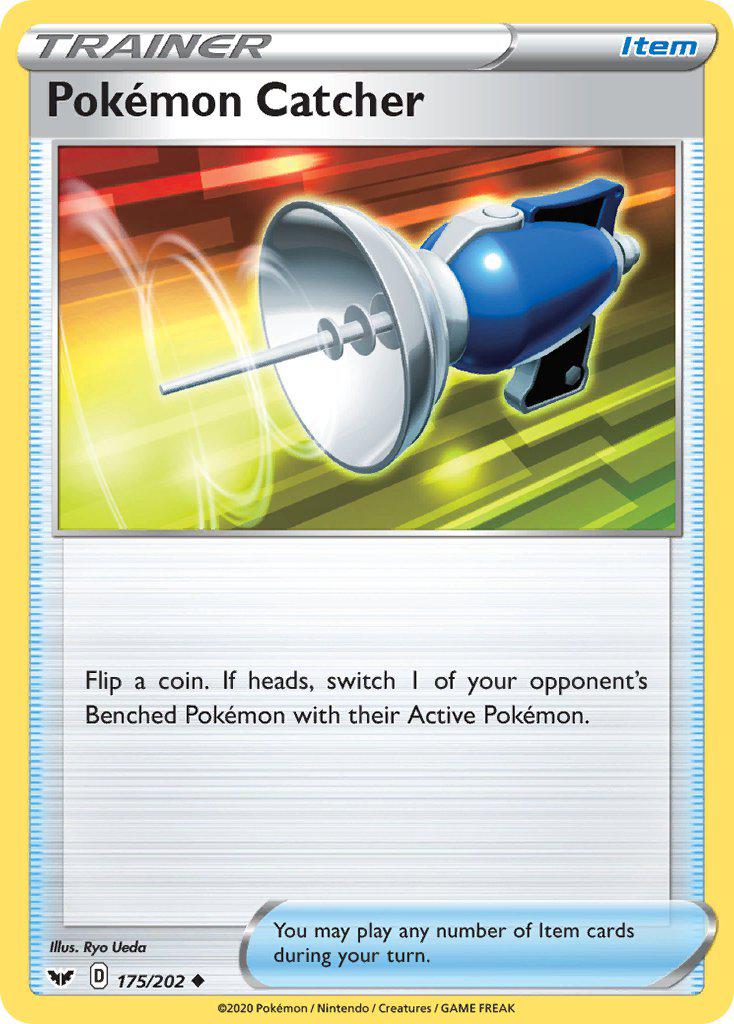 TRAINER
Item
Pokémon Catcher
Flip a coin. If heads, switch 1 of your opponent's
Benched Pokémon with their Active Pokémon.
Illus. Ryo Ueda
You may play any number of Item cards
during your turn.
D 175/202
©2020 Pokémon / Nintendo / Creatures / GAME FREAK